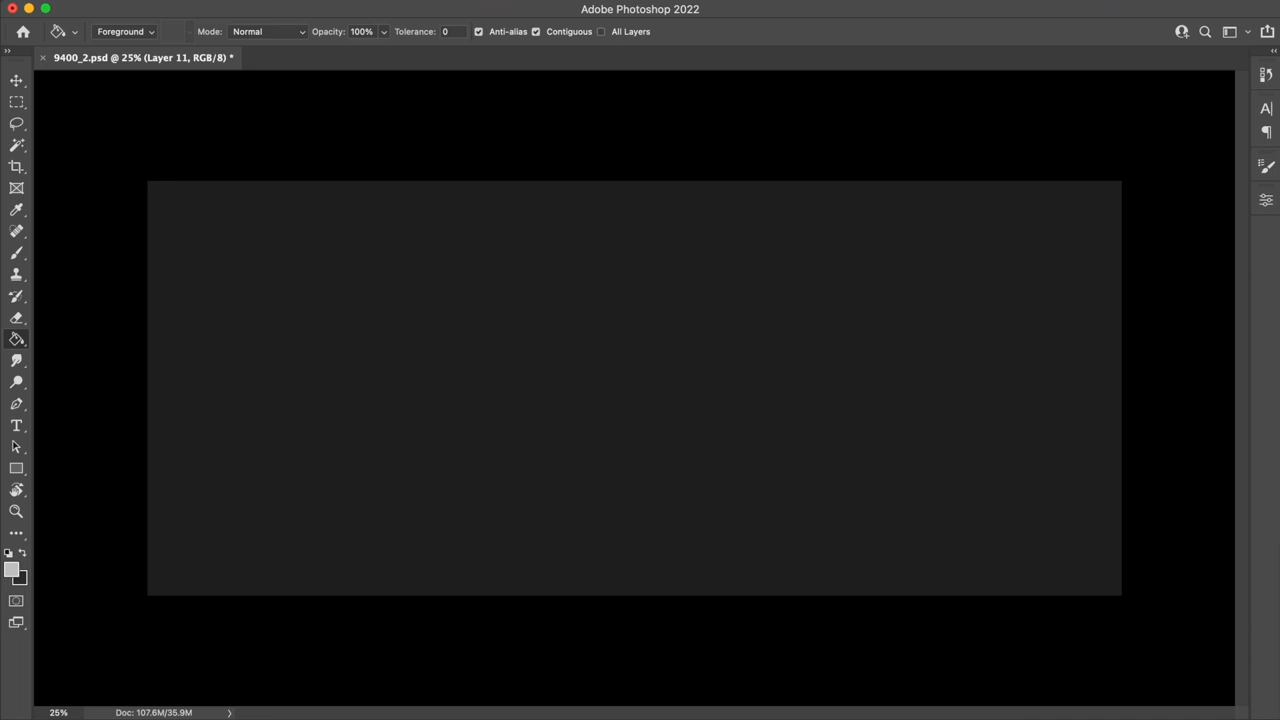 Adobe Photoshop 2022
Foreground Mode: Normal Opacity: 100% Tolerance: 0 Anti-alias Contiguous All Layers
9400_2.psd @ 25% (Layer 11, RGB/8) *
25% Doc: 107.6M/35.9M